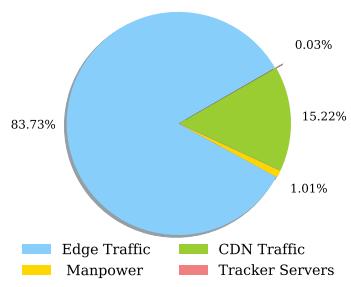 0.03%
83.73%
15.22%
1.01%
Edge Traffic CDN Traffic
Manpower Tracker Servers